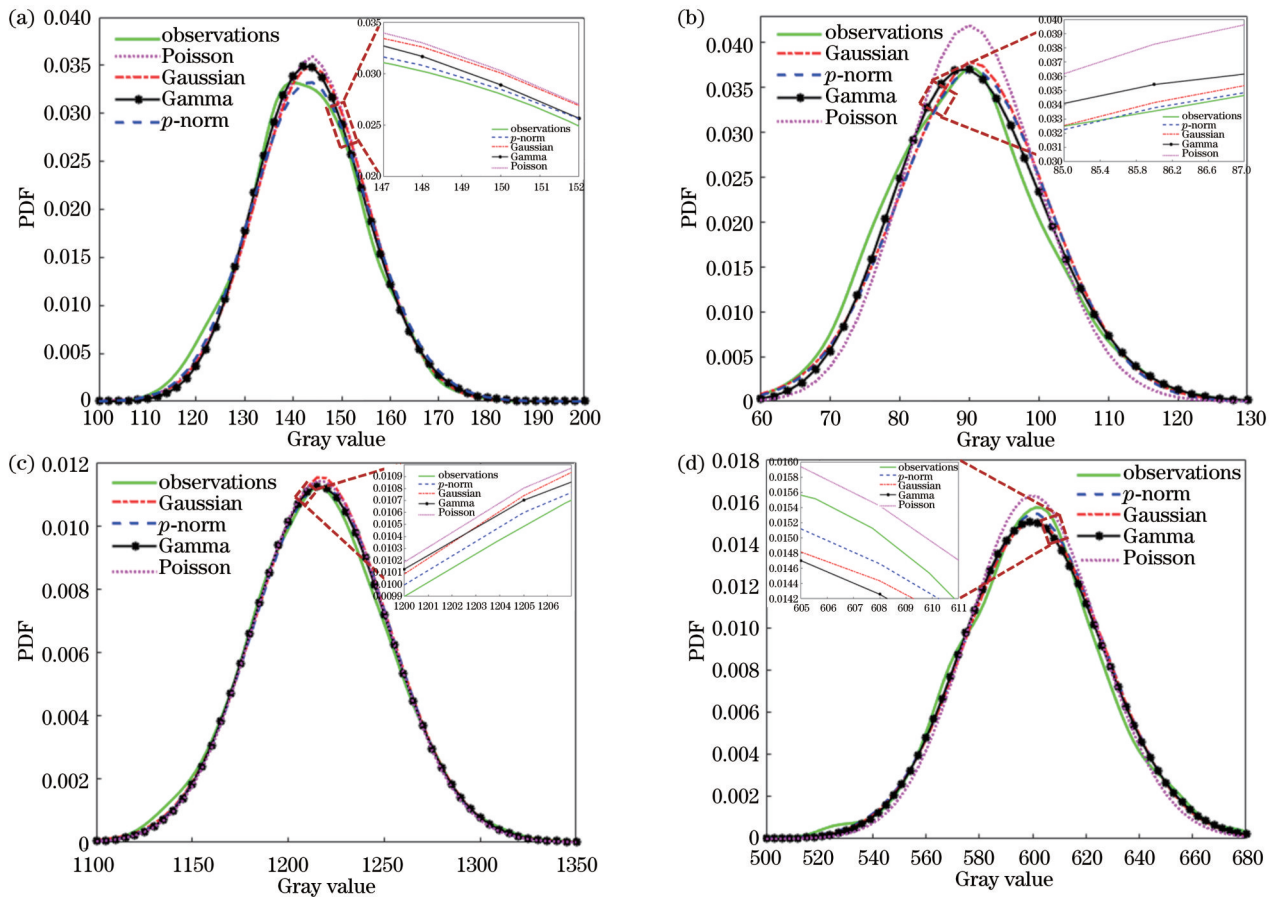 (a)
0.040
0.035
0.030
0.025
0.020
0.015
0.010
0.005
0
PDF
observations
Poisson
Gaussian
Gamma
p-norm
0.035
0.030
0.025
0.020
observations
p-norm
Gaussian
Gamma
Poisson
147 148 149 150 151 152
100 110 120 130 140 150 160 170 180 190 200
Gray value
(b)
0.040
0.035
0.030
0.025
0.020
0.015
0.010
0.005
0
PDF
observations
Gaussian
p-norm
Gamma
Poisson
0.040
0.039
0.038
0.037
0.036
0.035
0.034
0.033
0.032
0.031
0.030
observations
p-norm
Gaussian
Gamma
Poisson
85.0 85.4 85.8 86.2 86.6 87.0
60 70 80 90 100 110 120 130
Gray value
(c)
0.012
0.010
0.008
0.006
0.004
0.002
0
PDF
observations
Gaussian
p-norm
Gamma
Poisson
0.0109
0.0108
0.0107
0.0106
0.0105
0.0104
0.0103
0.0102
0.0101
0.0100
0.0099
observations
p-norm
Gaussian
Gamma
Poisson
1200 1201 1202 1203 1204 1205 1206
1100 1150 1200 1250 1300 1350
Gray value
(d)
0.018
0.016
0.014
0.012
0.010
0.008
0.006
0.004
0.002
0
PDF
0.0160
0.0156
0.0152
0.0150
0.0148
0.0144
0.0142
observations
p-norm
Gaussian
Gamma
Poisson
605 606 607 608 609 610 611
observations
p-norm
Gaussian
Gamma
Poisson
500 520 540 560 580 600 620 640 660 680
Gray value